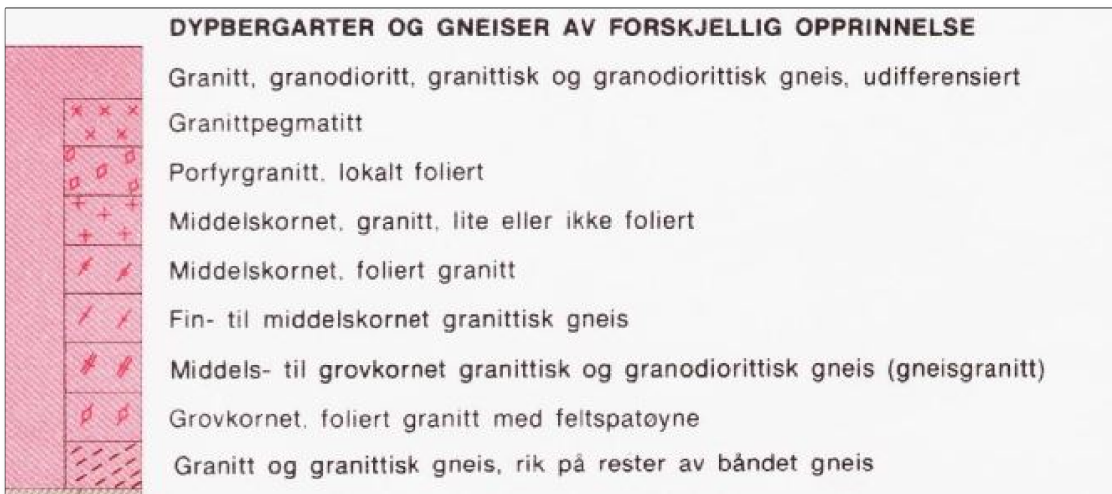 DYPBERGARTER OG GNEISER AV FORSKJELLIG OPPRINNELSE
Granitt, granodioritt, granittisk og granodiorittisk gneis, udifferensiert
Granittpegmatitt
Porfyrgranitt, lokalt foliert
Middelskornet, granitt, lite eller ikke foliert
Middelskornet, foliert granitt
Fin- til middelskornet granittisk gneis
Middels- til grovkornet granittisk og granodiorittisk gneis (gneisgranitt)
Grovkornet, foliert granitt med feltspatøyne
Granitt og granittisk gneis, rik på rester av båndet gneis